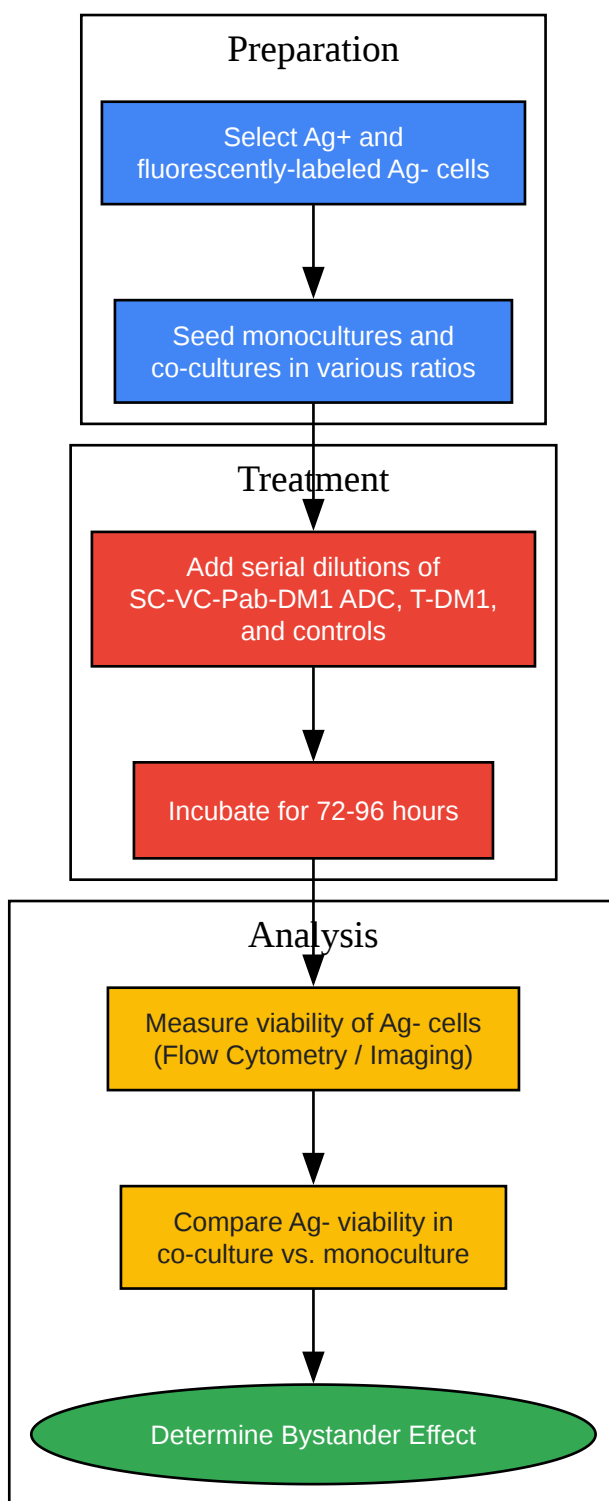 Preparation
Select Ag+ and
fluorescently-labeled Ag- cells
Seed monocultures and
co-cultures in various ratios
Treatment
Add serial dilutions of
SC-VC-Pab-DM1 ADC, T-DM1,
and controls
Incubate for 72-96 hours
Analysis
Measure viability of Ag- cells
(Flow Cytometry / Imaging)
Compare Ag- viability in
co-culture vs. monoculture
Determine Bystander Effect